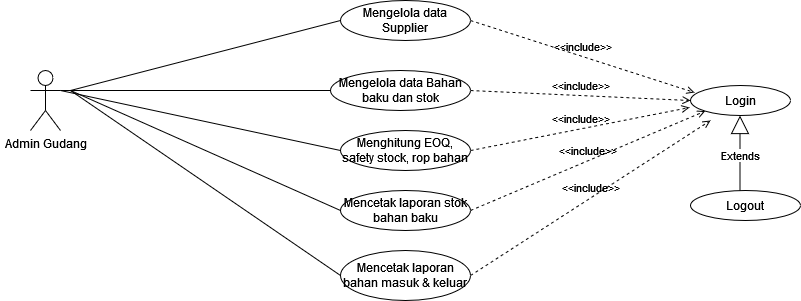 Mengelola data
Supplier
<<include>>
Mengelola data Bahan
baku dan stok
<<include>>
Login
Admin Gudang
Menghitung EOQ,
safety stock, rop bahan
<<include>>
<<include>>
Extends
<<include>>
Mencetak laporan stok
bahan baku
Logout
Mencetak laporan
bahan masuk & keluar